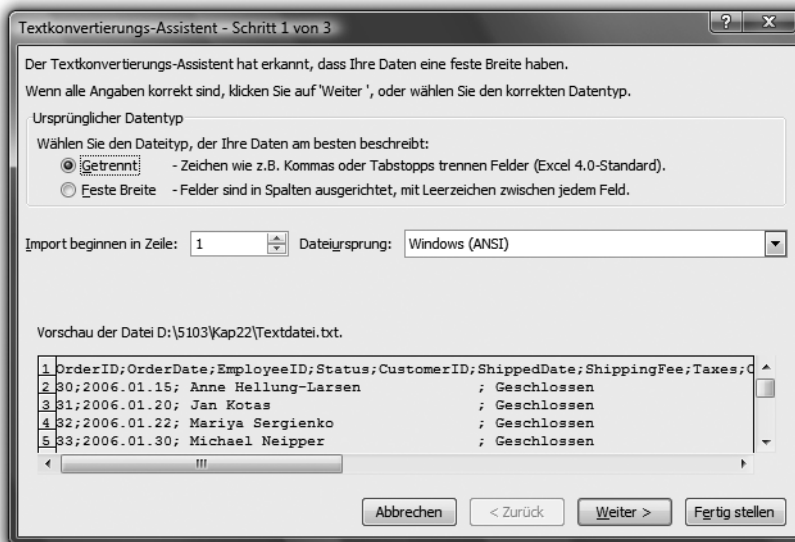 Textkonvertierungs-Assistent - Schritt 1 von 3
Der Textkonvertierungs-Assistent hat erkannt, dass Ihre Daten eine feste Breite haben.
Wenn alle Angaben korrekt sind, klicken Sie auf 'Weiter ', oder wählen Sie den korrekten Datentyp.
Ursprünglicher Datentyp
Wählen Sie den Dateityp, der Ihre Daten am besten beschreibt:
Getrennt - Zeichen wie z.B. Kommas oder Tabstopps trennen Felder (Excel 4.0-Standard).
Feste Breite - Felder sind in Spalten ausgerichtet, mit Leerzeichen zwischen jedem Feld.
Import beginnen in Zeile: 1 Dateiursprung: Windows (ANSI)
Vorschau der Datei D:\5103\Kap22\Textdatei.txt.
1 OrderID;OrderDate;EmployeeID;Status;CustomerID;ShippedDate;ShippingFee;Taxes;
2 30;2006.01.15; Anne Hellung-Larsen ; Geschlossen
3 31;2006.01.20; Jan Kotas ; Geschlossen
4 32;2006.01.22; Mariya Sergienko ; Geschlossen
5 33;2006.01.30; Michael Neipper ; Geschlossen
Abbrechen < Zurück Weiter > Fertig stellen